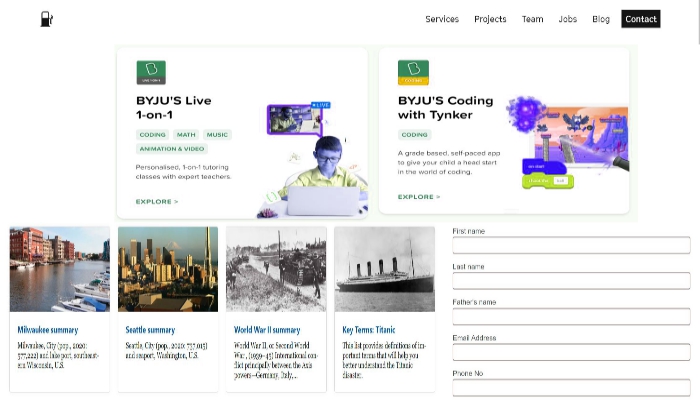 Services Projects Team Jobs Blog Contact
BYJU'S Live
1-on-1
CODING MATH MUSIC
ANIMATION & VIDEO
Personalised, 1-on-1 tutoring
classes with expert teachers.
EXPLORE >
LIVE
BYJU'S Coding
with Tynker
CODING
A grade based, self-paced app
to give your child a head start
in the world of coding.
EXPLORE >
Milwaukee summary
Milwaukee, City (pop., 2020:
577,222) and lake port, southeast-
ern Wisconsin, U.S.
Seattle summary
Seattle, City (pop., 2020: 737,015)
and seaport, Washington, U.S.
World War II summary
World War II, or Second World
War, (1939–45) International con-
flict principally between the Axis
powers—Germany, Italy,...
Key Terms: Titanic
This list provides definitions of im-
portant terms that will help you
better understand the Titanic
disaster.
First name
Last name
Father's name
Email Address
Phone No